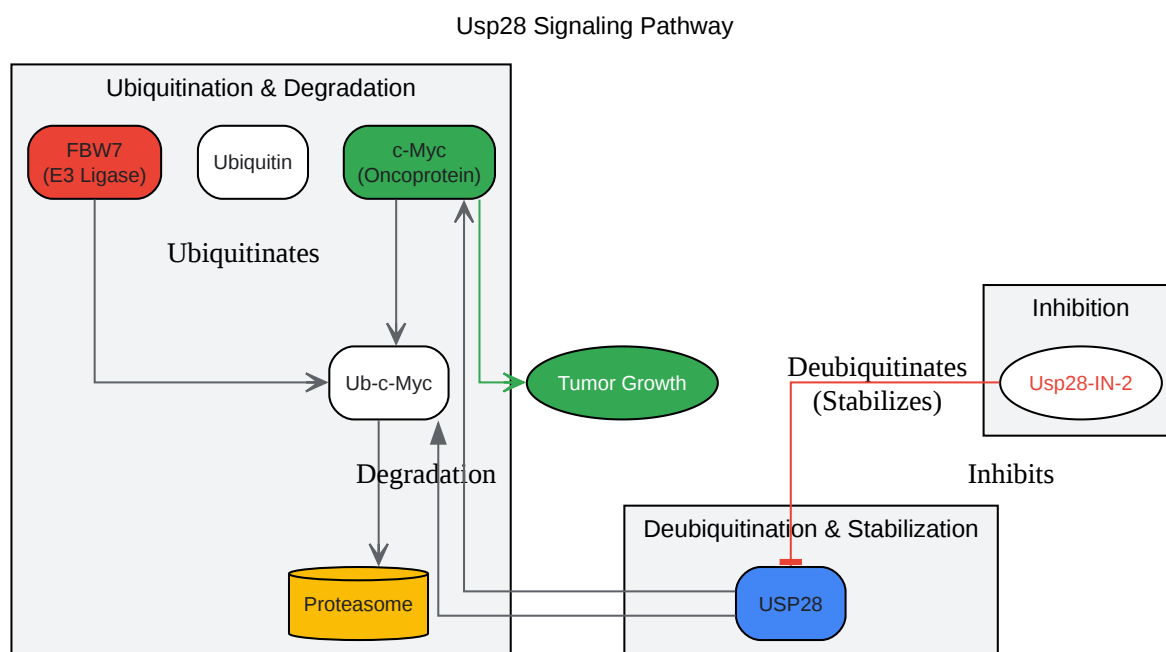 Usp28 Signaling Pathway
Ubiquitination & Degradation
FBW7
(E3 Ligase)
Ubiquitin
c-Myc
(Oncoprotein)
Ubiquitinates
Inhibition
Ub-c-Myc
Tumor Growth
Deubiquitinates
(Stabilizes)
Usp28-IN-2
Degradation
Inhibits
Deubiquitination & Stabilization
Proteasome
USP28